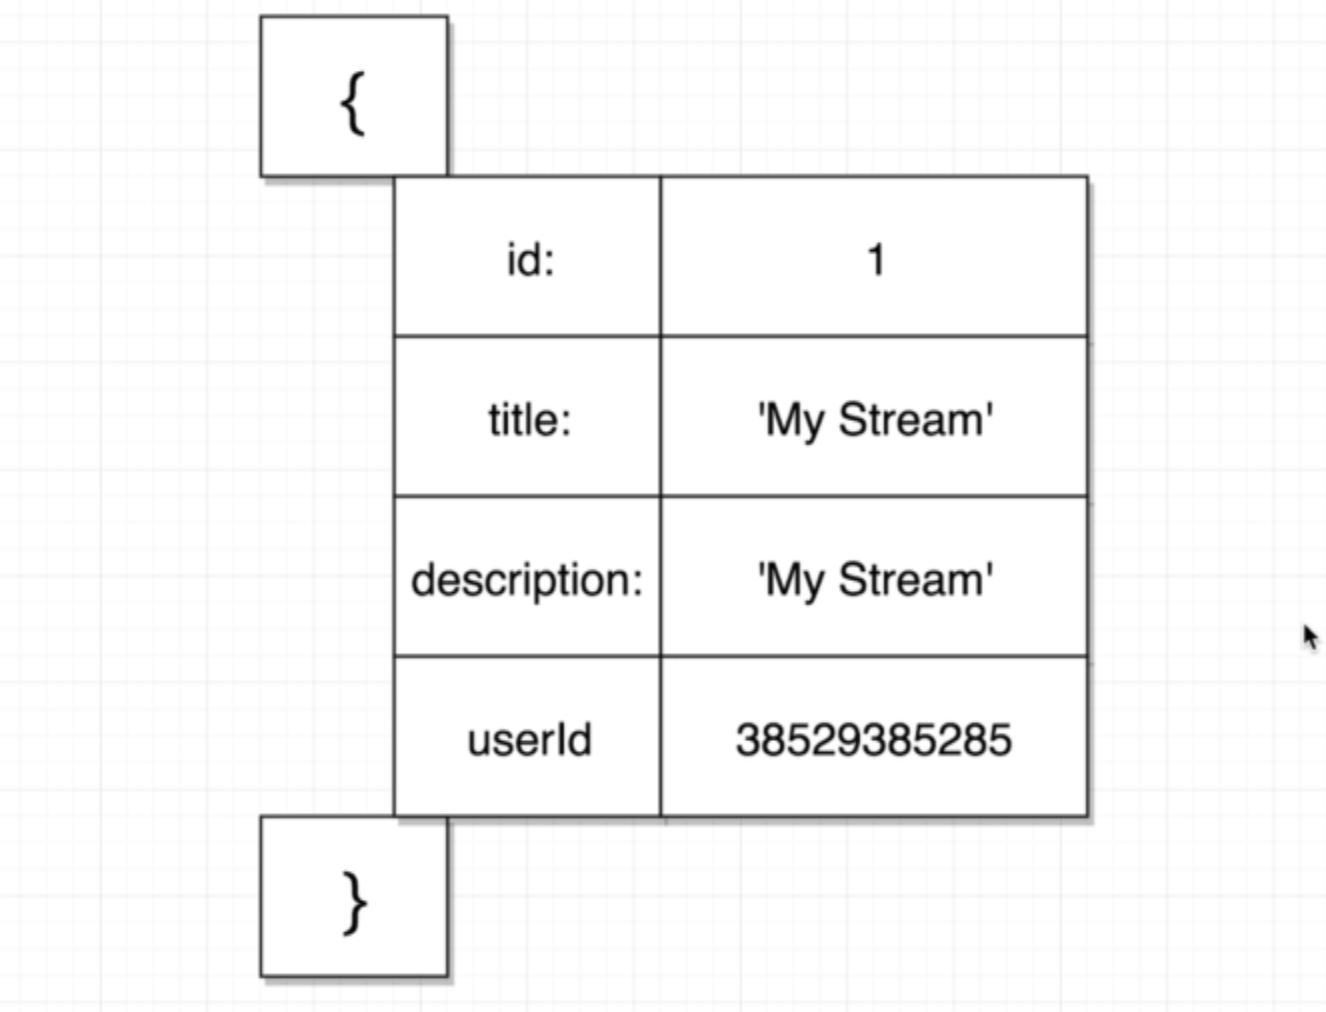 {
id: 1
title: 'My Stream'
description: 'My Stream'
userId 38529385285
}